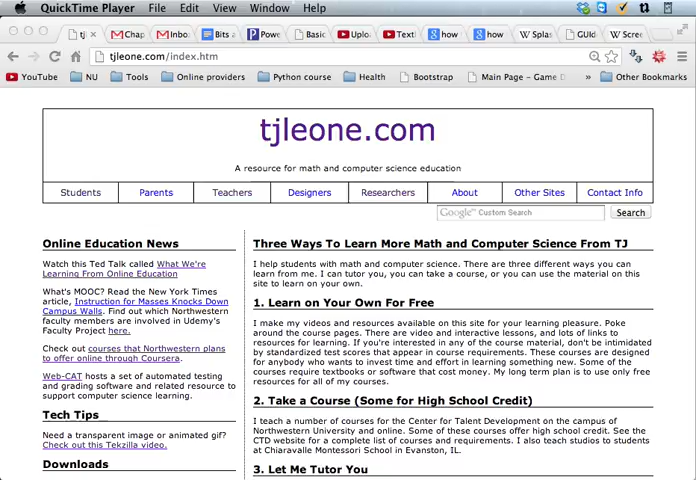 QuickTime Player File Edit View Window Help
tj Chap Inbo Bits a Powe Basic Uplo Textl how how Splas GUIde Scree
tjleone.com/index.htm
YouTube NU Tools Online providers Python course Health Bootstrap Main Page - Game D » Other Bookmarks
tjleone.com
A resource for math and computer science education
Students Parents Teachers Designers Researchers About Other Sites Contact Info
Google™ Custom Search Search
Online Education News
Watch this Ted Talk called What We're
Learning From Online Education
What's MOOC? Read the New York Times
article, Instruction for Masses Knocks Down
Campus Walls. Find out which Northwestern
faculty members are involved in Udemy's
Faculty Project here.
Check out courses that Northwestern plans
to offer online through Coursera.
Web-CAT hosts a set of automated testing
and grading software and related resource to
support computer science learning.
Tech Tips
Need a transparent image or animated gif?
Check out this Tekzilla video.
Downloads
Three Ways To Learn More Math and Computer Science From TJ
I help students with math and computer science. There are three different ways you can
learn from me. I can tutor you, you can take a course, or you can use the material on this
site to learn on your own.
1. Learn on Your Own For Free
I make my videos and resources available on this site for your learning pleasure. Poke
around the course pages. There are video and interactive lessons, and lots of links to
resources for learning. If you're interested in any of the course material, don't be intimidated
by standardized test scores that appear in course requirements. These courses are designed
for anybody who wants to invest time and effort in learning something new. Some of the
courses require textbooks or software that cost money. My long term plan is to use only free
resources for all of my courses.
2. Take a Course (Some for High School Credit)
I teach a number of courses for the Center for Talent Development on the campus of
Northwestern University and online. Some of these courses offer high school credit. See the
CTD website for a complete list of courses and requirements. I also teach studios to students
at Chiaravalle Montessori School in Evanston, IL.
3. Let Me Tutor You